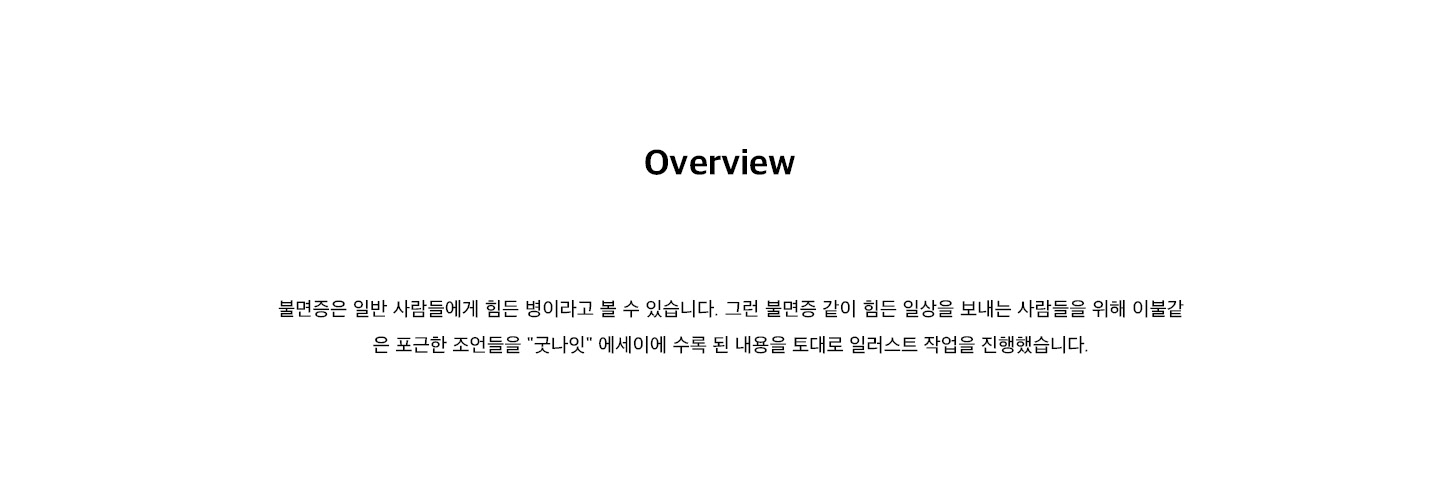 Overview
불면증은 일반 사람들에게 힘든 병이라고 볼 수 있습니다. 그런 불면증 같이 힘든 일상을 보내는 사람들을 위해 이불같
은 포근한 조언들을 "굿나잇" 에세이에 수록 된 내용을 토대로 일러스트 작업을 진행했습니다.